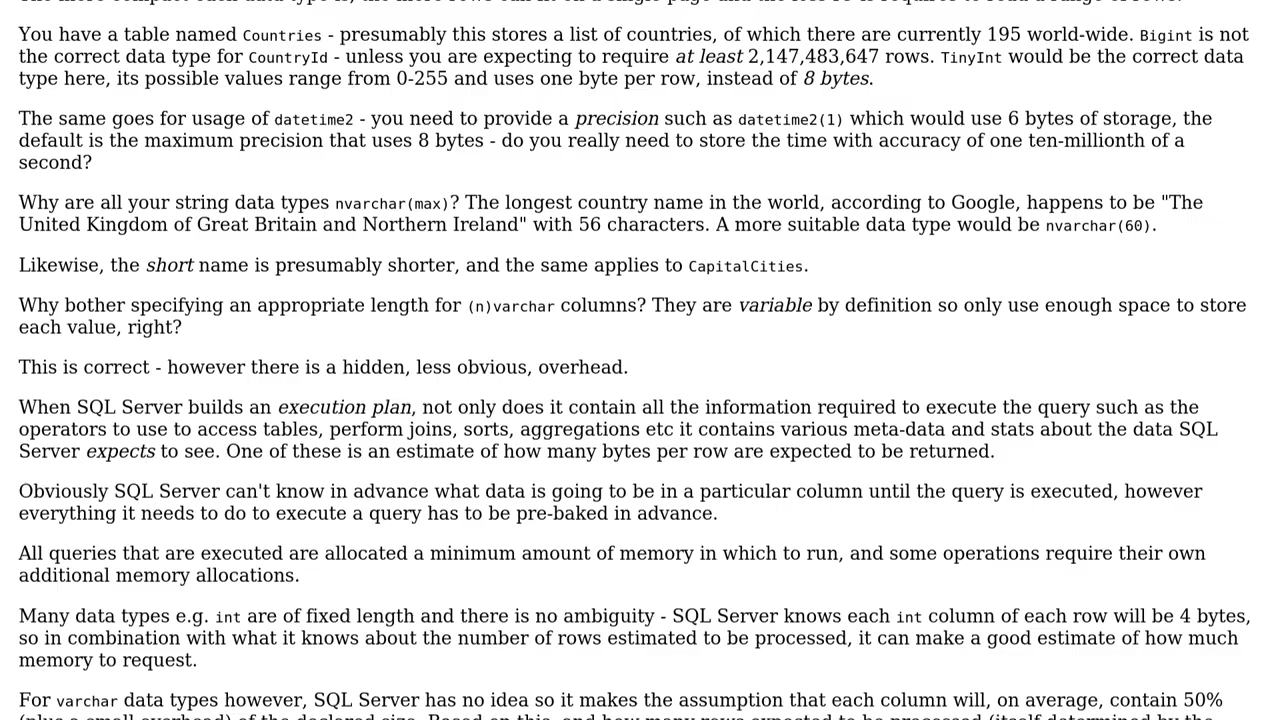 You have a table named Countries - presumably this stores a list of countries, of which there are currently 195 world-wide. Bigint is not
the correct data type for CountryId - unless you are expecting to require at least 2,147,483,647 rows. TinyInt would be the correct data
type here, its possible values range from 0-255 and uses one byte per row, instead of 8 bytes.
The same goes for usage of datetime2 - you need to provide a precision such as datetime2(1) which would use 6 bytes of storage, the
default is the maximum precision that uses 8 bytes - do you really need to store the time with accuracy of one ten-millionth of a
second?
Why are all your string data types nvarchar(max)? The longest country name in the world, according to Google, happens to be "The
United Kingdom of Great Britain and Northern Ireland" with 56 characters. A more suitable data type would be nvarchar(60).
Likewise, the short name is presumably shorter, and the same applies to CapitalCities.
Why bother specifying an appropriate length for (n)varchar columns? They are variable by definition so only use enough space to store
each value, right?
This is correct - however there is a hidden, less obvious, overhead.
When SQL Server builds an execution plan, not only does it contain all the information required to execute the query such as the
operators to use to access tables, perform joins, sorts, aggregations etc it contains various meta-data and stats about the data SQL
Server expects to see. One of these is an estimate of how many bytes per row are expected to be returned.
Obviously SQL Server can't know in advance what data is going to be in a particular column until the query is executed, however
everything it needs to do to execute a query has to be pre-baked in advance.
All queries that are executed are allocated a minimum amount of memory in which to run, and some operations require their own
additional memory allocations.
Many data types e.g. int are of fixed length and there is no ambiguity - SQL Server knows each int column of each row will be 4 bytes,
so in combination with what it knows about the number of rows estimated to be processed, it can make a good estimate of how much
memory to request.
For varchar data types however, SQL Server has no idea so it makes the assumption that each column will, on average, contain 50%